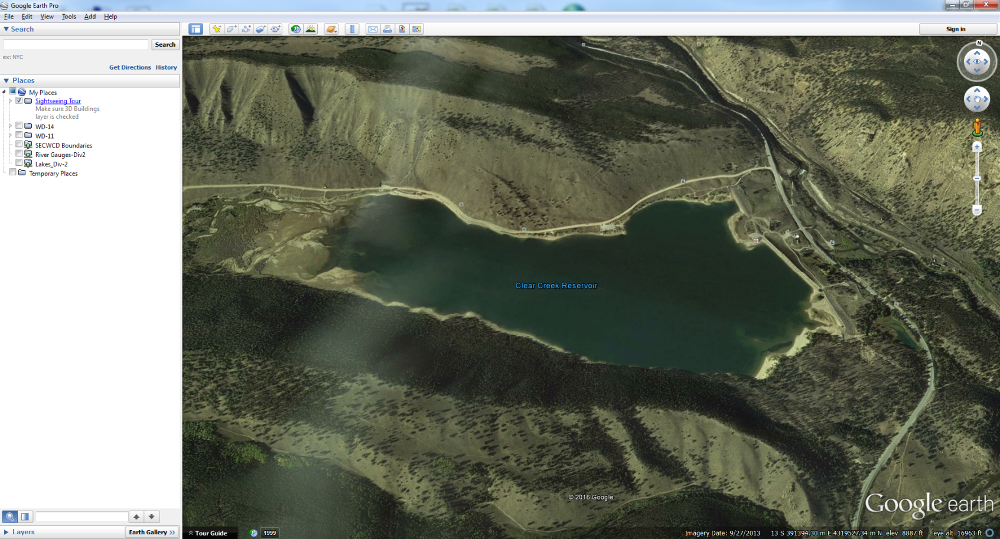 Google Earth Pro
File Edit View Tools Add Help
Search
Sign in
Search
ex: NYC
Get Directions History
Places
My Places
Sightseeing Tour
Make sure 3D Buildings
layer is checked
WD-14
WD-11
SECWCD Boundaries
River Gauges-Div2
Lakes_Div-2
Temporary Places
N
Clear Creek Reservoir
© 2016 Google
Google earth
Layers
Earth Gallery >>
Tour Guide
1999
Imagery Date: 9/27/2013 13 S 391394.30 m E 4319527.34 m N elev 8887 ft eye alt 16963 ft